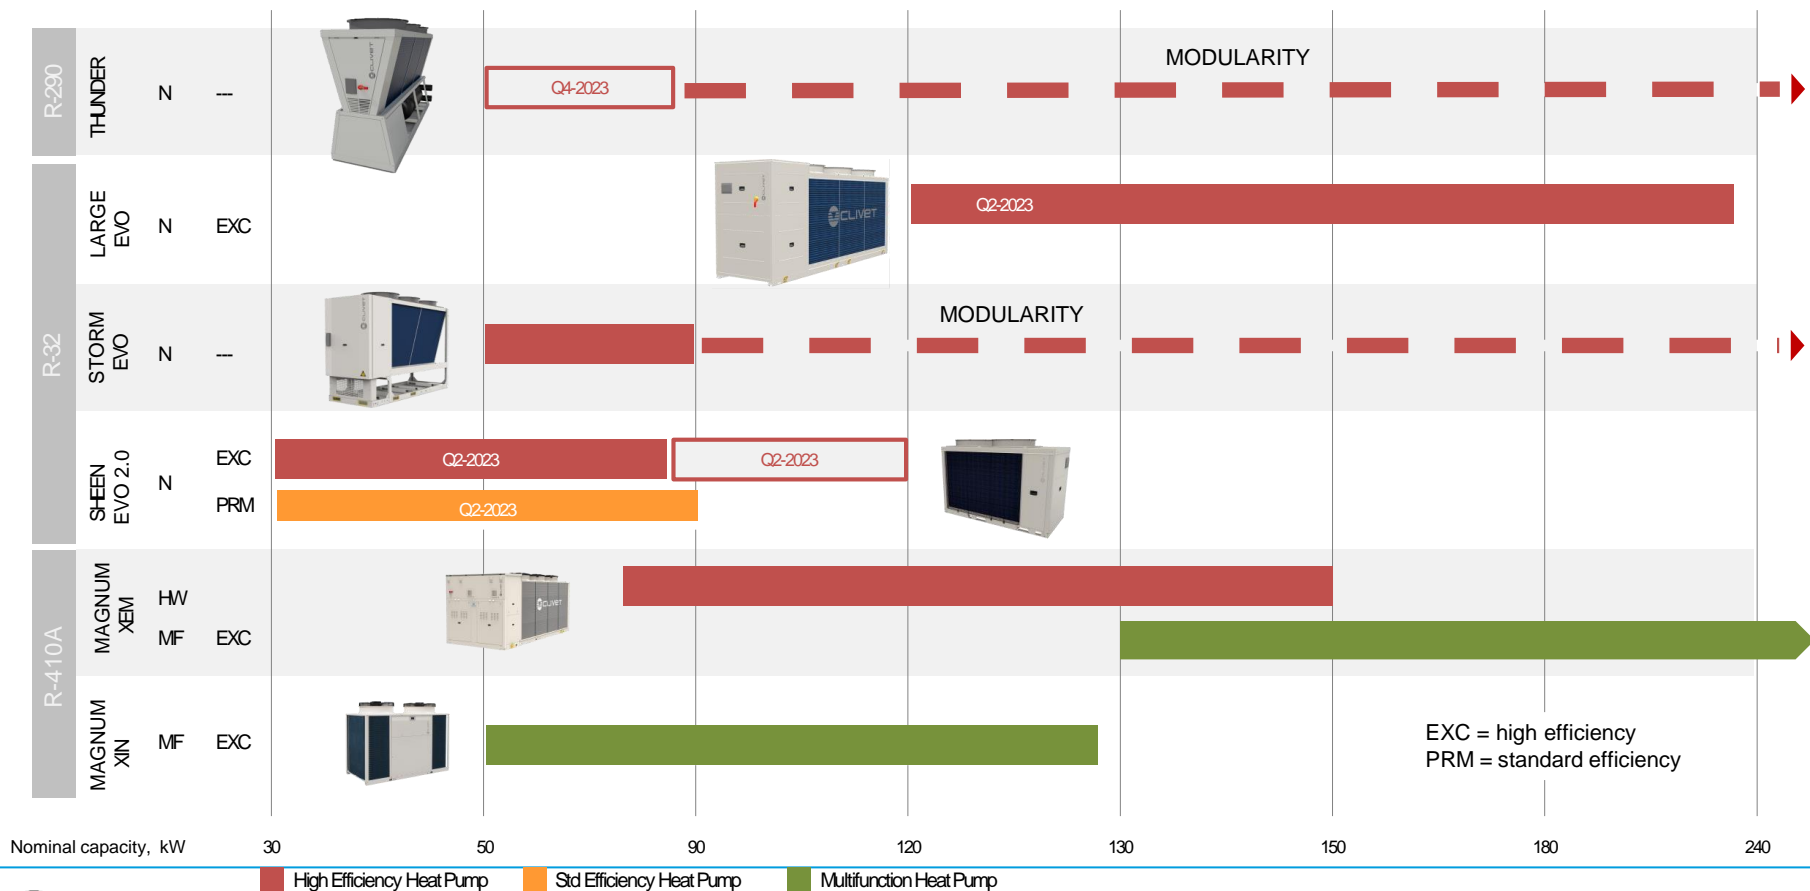 R-290
THUNDER
N
---
Q4-2023
MODULARITY
CLIVET
R-32
LARGE
EVO
N
EXC
CLIVET
Q2-2023
STORM
EVO
N
---
MODULARITY
SHEEN
EVO 2.0
N
EXC
Q2-2023
Q2-2023
PRM
Q2-2023
R-410A
MAGNUM
XEM
HW
MF
EXC
CLIVET
MAGNUM
XIN
MF
EXC
EXC = high efficiency
PRM = standard efficiency
Nominal capacity, kW
30
50
90
120
130
150
180
240
High Efficiency Heat Pump
Std Efficiency Heat Pump
Multifunction Heat Pump